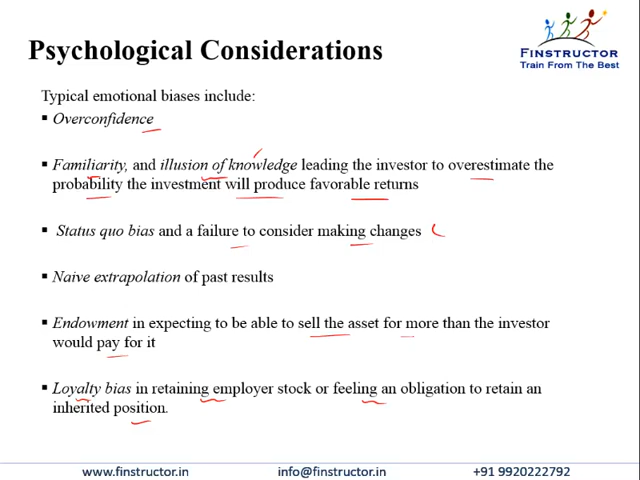 Psychological Considerations
FINSTRUCTOR
Train From The Best
Typical emotional biases include:
▪ Overconfidence
▪ Familiarity, and illusion of knowledge leading the investor to overestimate the
probability the investment will produce favorable returns
▪ Status quo bias and a failure to consider making changes
▪ Naive extrapolation of past results
▪ Endowment in expecting to be able to sell the asset for more than the investor
would pay for it
▪ Loyalty bias in retaining employer stock or feeling an obligation to retain an
inherited position.
www.finstructor.in info@finstructor.in +91 9920222792